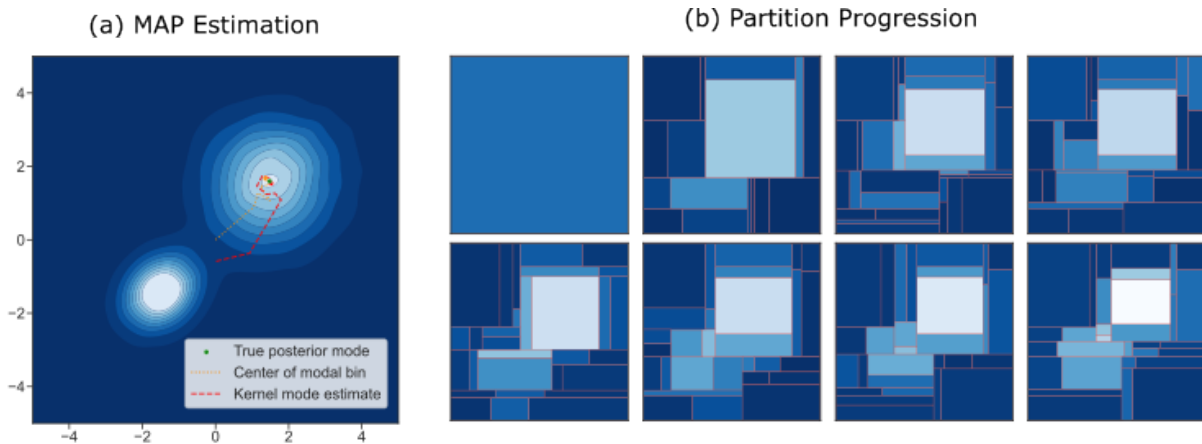 (a) MAP Estimation
(b) Partition Progression
4
2
0
−2
−4
−4
−2
0
2
4
True posterior mode
Center of modal bin
Kernel mode estimate